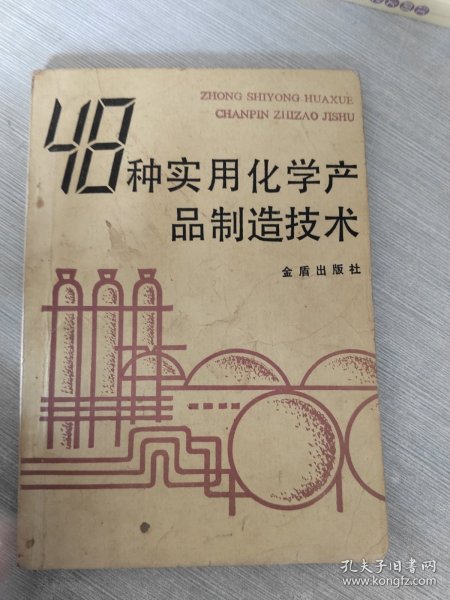 ZHONG SHIYONG HUAXUE
CHANPIN ZHIZAO JISHU
48种实用化学产
品制造技术
金盾出版社
孔夫子旧书网
www.kongfz.com